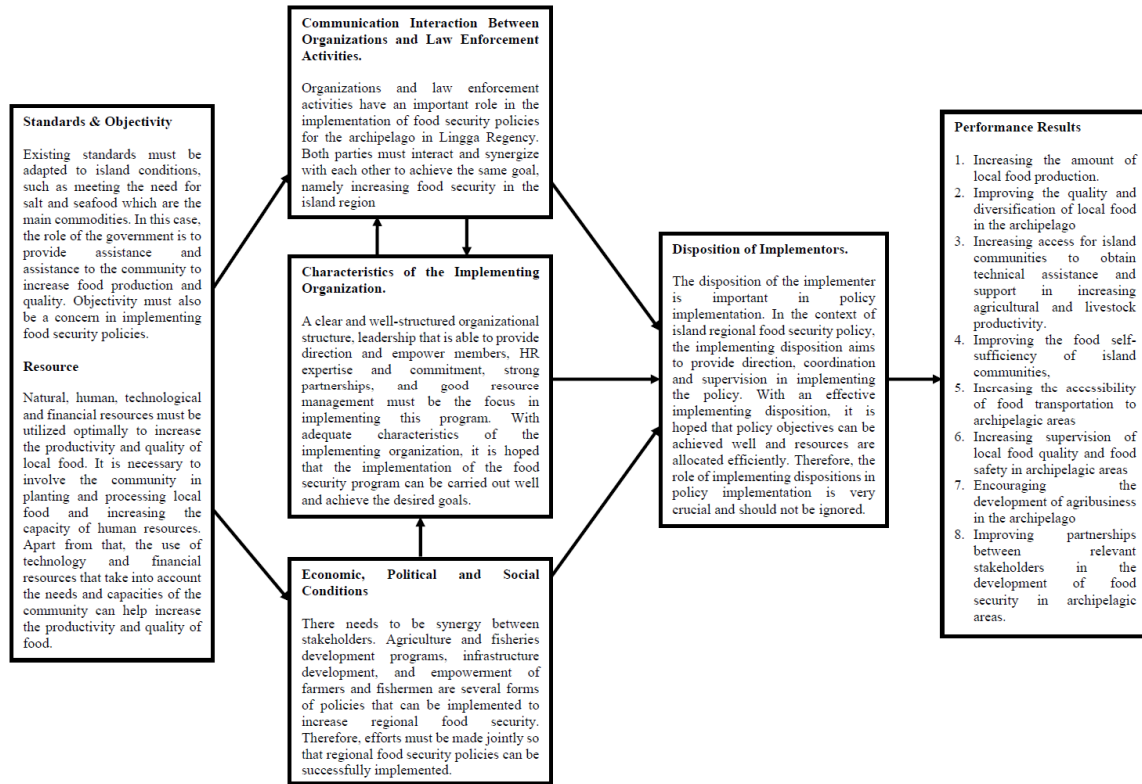 Standards & Objectivity
Existing standards must be
adapted to island conditions,
such as meeting the need for
salt and seafood which are the
main commodities. In this case,
the role of the government is to
provide assistance and
assistance to the community to
increase food production and
quality. Objectivity must also
be a concern in implementing
food security policies.
Resource
Natural, human, technological
and financial resources must be
utilized optimally to increase
the productivity and quality of
local food. It is necessary to
involve the community in
planting and processing local
food and increasing the
capacity of human resources.
Apart from that, the use of
technology and financial
resources that take into account
the needs and capacities of the
community can help increase
the productivity and quality of
food.
Communication Interaction Between
Organizations and Law Enforcement
Activities.
Organizations and law enforcement
activities have an important role in the
implementation of food security policies
for the archipelago in Lingga Regency.
Both parties must interact and synergize
with each other to achieve the same goal,
namely increasing food security in the
island region
Characteristics of the Implementing
Organization.
A clear and well-structured organizational
structure, leadership that is able to provide
direction and empower members, HR
expertise and commitment, strong
partnerships, and good resource
management must be the focus in
implementing this program. With
adequate characteristics of the
implementing organization, it is hoped
that the implementation of the food
security program can be carried out well
and achieve the desired goals.
Economic, Political and Social
Conditions
There needs to be synergy between
stakeholders. Agriculture and fisheries
development programs, infrastructure
development, and empowerment of
farmers and fishermen are several forms
of policies that can be implemented to
increase regional food security.
Therefore, efforts must be made jointly so
that regional food security policies can be
successfully implemented.
Disposition of Implementors.
The disposition of the implementer
is important in policy
implementation. In the context of
island regional food security policy,
the implementing disposition aims
to provide direction, coordination
and supervision in implementing
the policy. With an effective
implementing disposition, it is
hoped that policy objectives can be
achieved well and resources are
allocated efficiently. Therefore, the
role of implementing dispositions in
policy implementation is very
crucial and should not be ignored.
Performance Results
1. Increasing the amount of
local food production.
2. Improving the quality and
diversification of local food
in the archipelago
3. Increasing access for island
communities to obtain
technical assistance and
support in increasing
agricultural and livestock
productivity.
4. Improving the food self-
sufficiency of island
communities,
5. Increasing the accessibility
of food transportation to
archipelagic areas
6. Increasing supervision of
local food quality and food
safety in archipelagic areas
7. Encouraging the
development of agribusiness
in the archipelago
8. Improving partnerships
between relevant
stakeholders in the
development of food
security in archipelagic
areas.